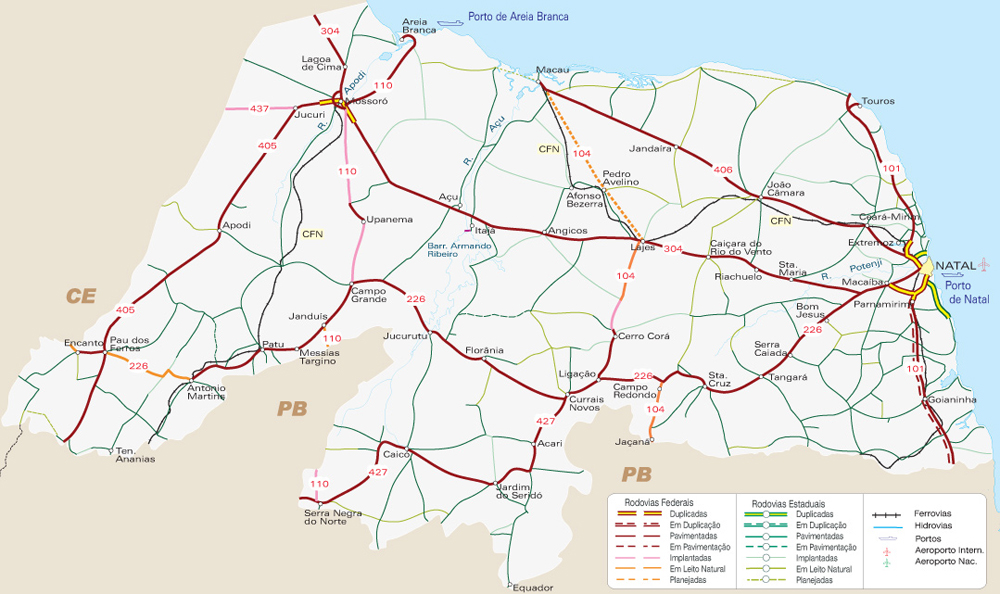 304
Areia
Branca
Porto de Areia Branca
Lagoa
de Cima
Apodi
110
Macau
437
Mossoró
Jucuri
R.
Touros
405
R.
Açu
CFN
104
Jandaíra
406
101
110
Pedro
Avelino
João
Câmara
Açu
Afonso
Bezerra
Upanema
Apodi
CFN
Itajá
Angicos
CFN
Ceará-Mirim
Extremoz
Barr. Armando
Ribeiro
Lajes
304
Caiçara do
Rio do Vento
NATAL
Riachuelo
Sta.
Maria
R.
Potenji
Macaíba
Porto
de Natal
104
CE
Campo
Grande
226
Parnamirim
405
Janduís
Bom
Jesus
226
110
Jucurutu
Cerro Corá
Encanto
Pau dos
Ferros
Patu
Messias
Targino
Florânia
Serra
Caiada
226
Ligação
226
Sta.
Cruz
Tangará
101
Antonio
Martins
Campo
Redondo
Currais
Novos
Goianinha
PB
427
104
Jaçanã
Acari
Ten.
Ananias
Caicó
427
PB
110
Jardim
do Seridó
Serra Negra
do Norte
Equador
Rodovias Federais
Duplicadas
Em Duplicação
Pavimentadas
Em Pavimentação
Implantadas
Em Leito Natural
Planejadas
Rodovias Estaduais
Duplicadas
Em Duplicação
Pavimentadas
Em Pavimentação
Implantadas
Em Leito Natural
Planejadas
Ferrovias
Hidrovias
Portos
Aeroporto Intern.
Aeroporto Nac.